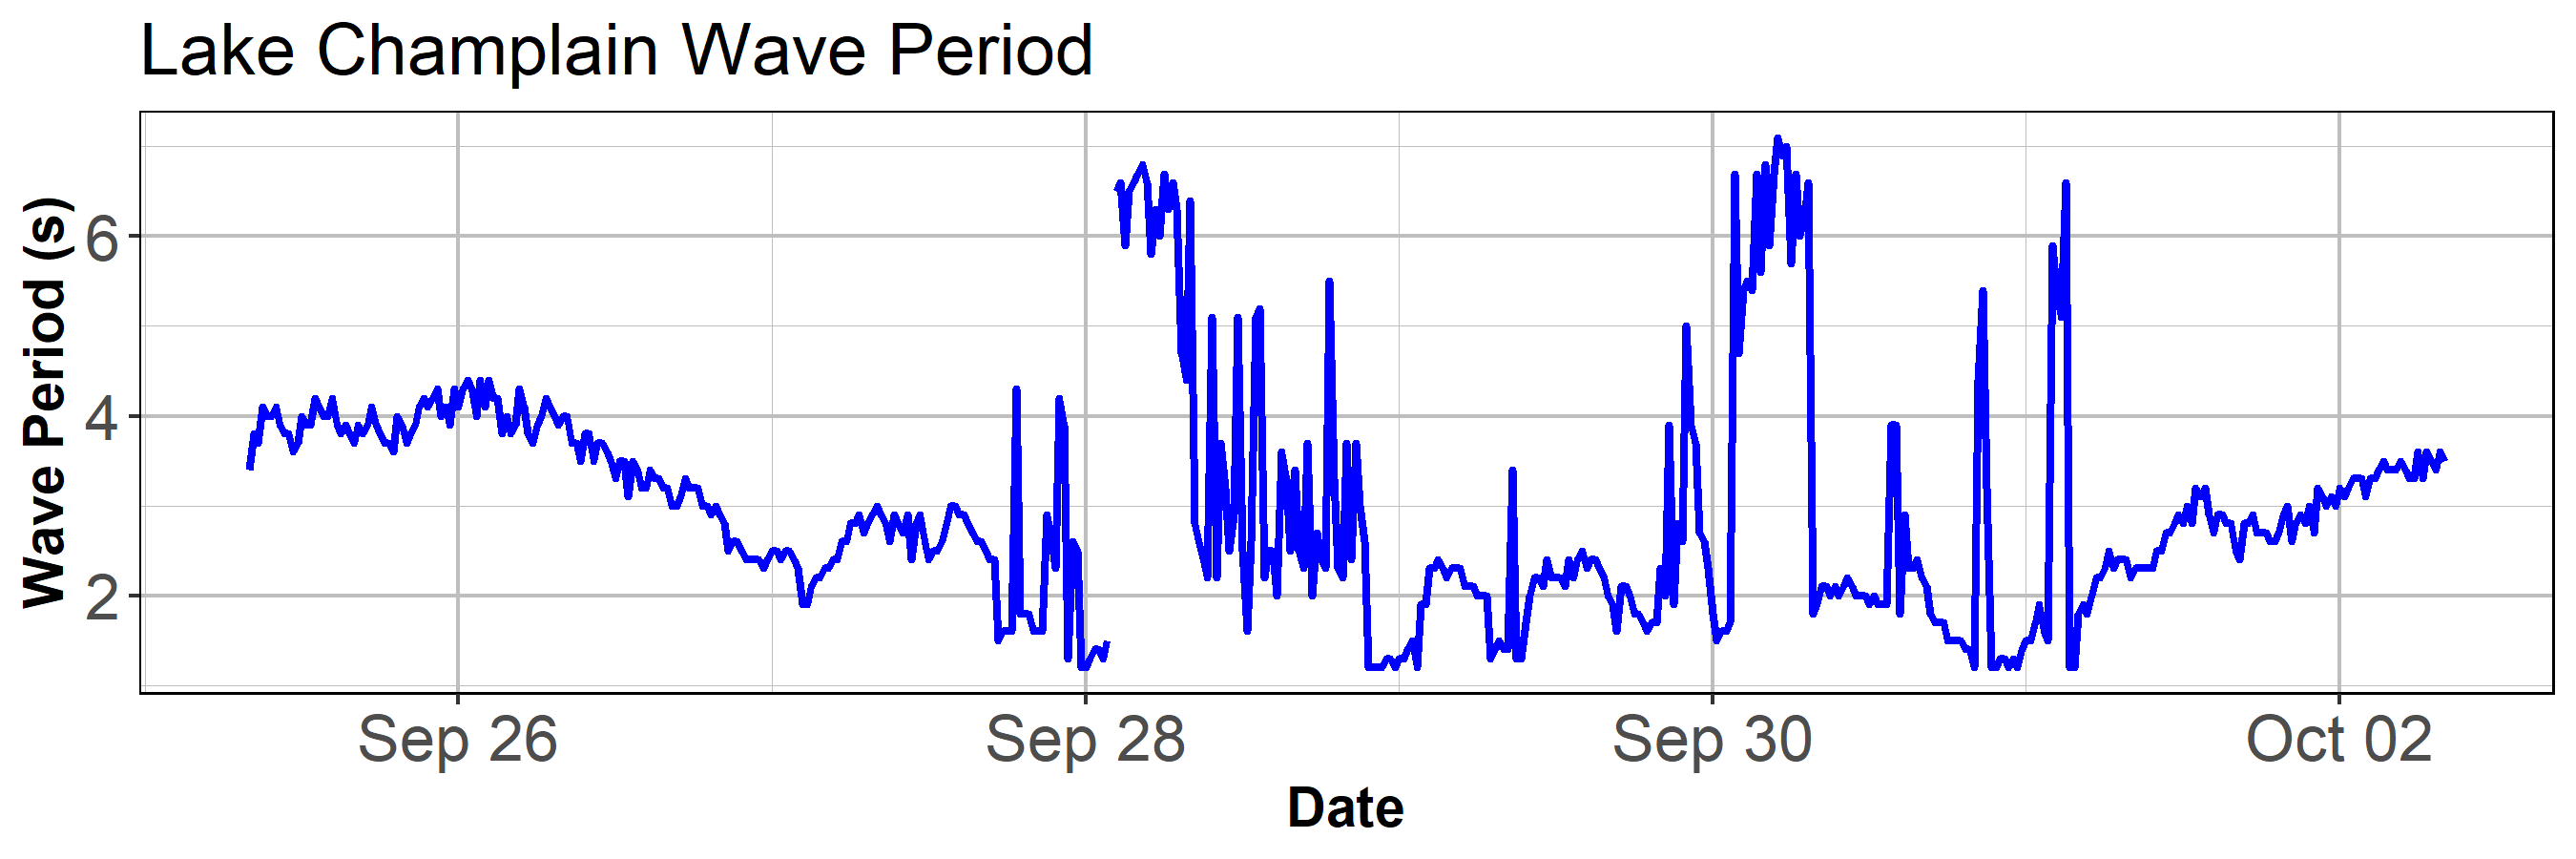 Lake Champlain Wave Period
Wave Period (s)
6
4
2
Sep 26
Sep 28
Sep 30
Oct 02
Date